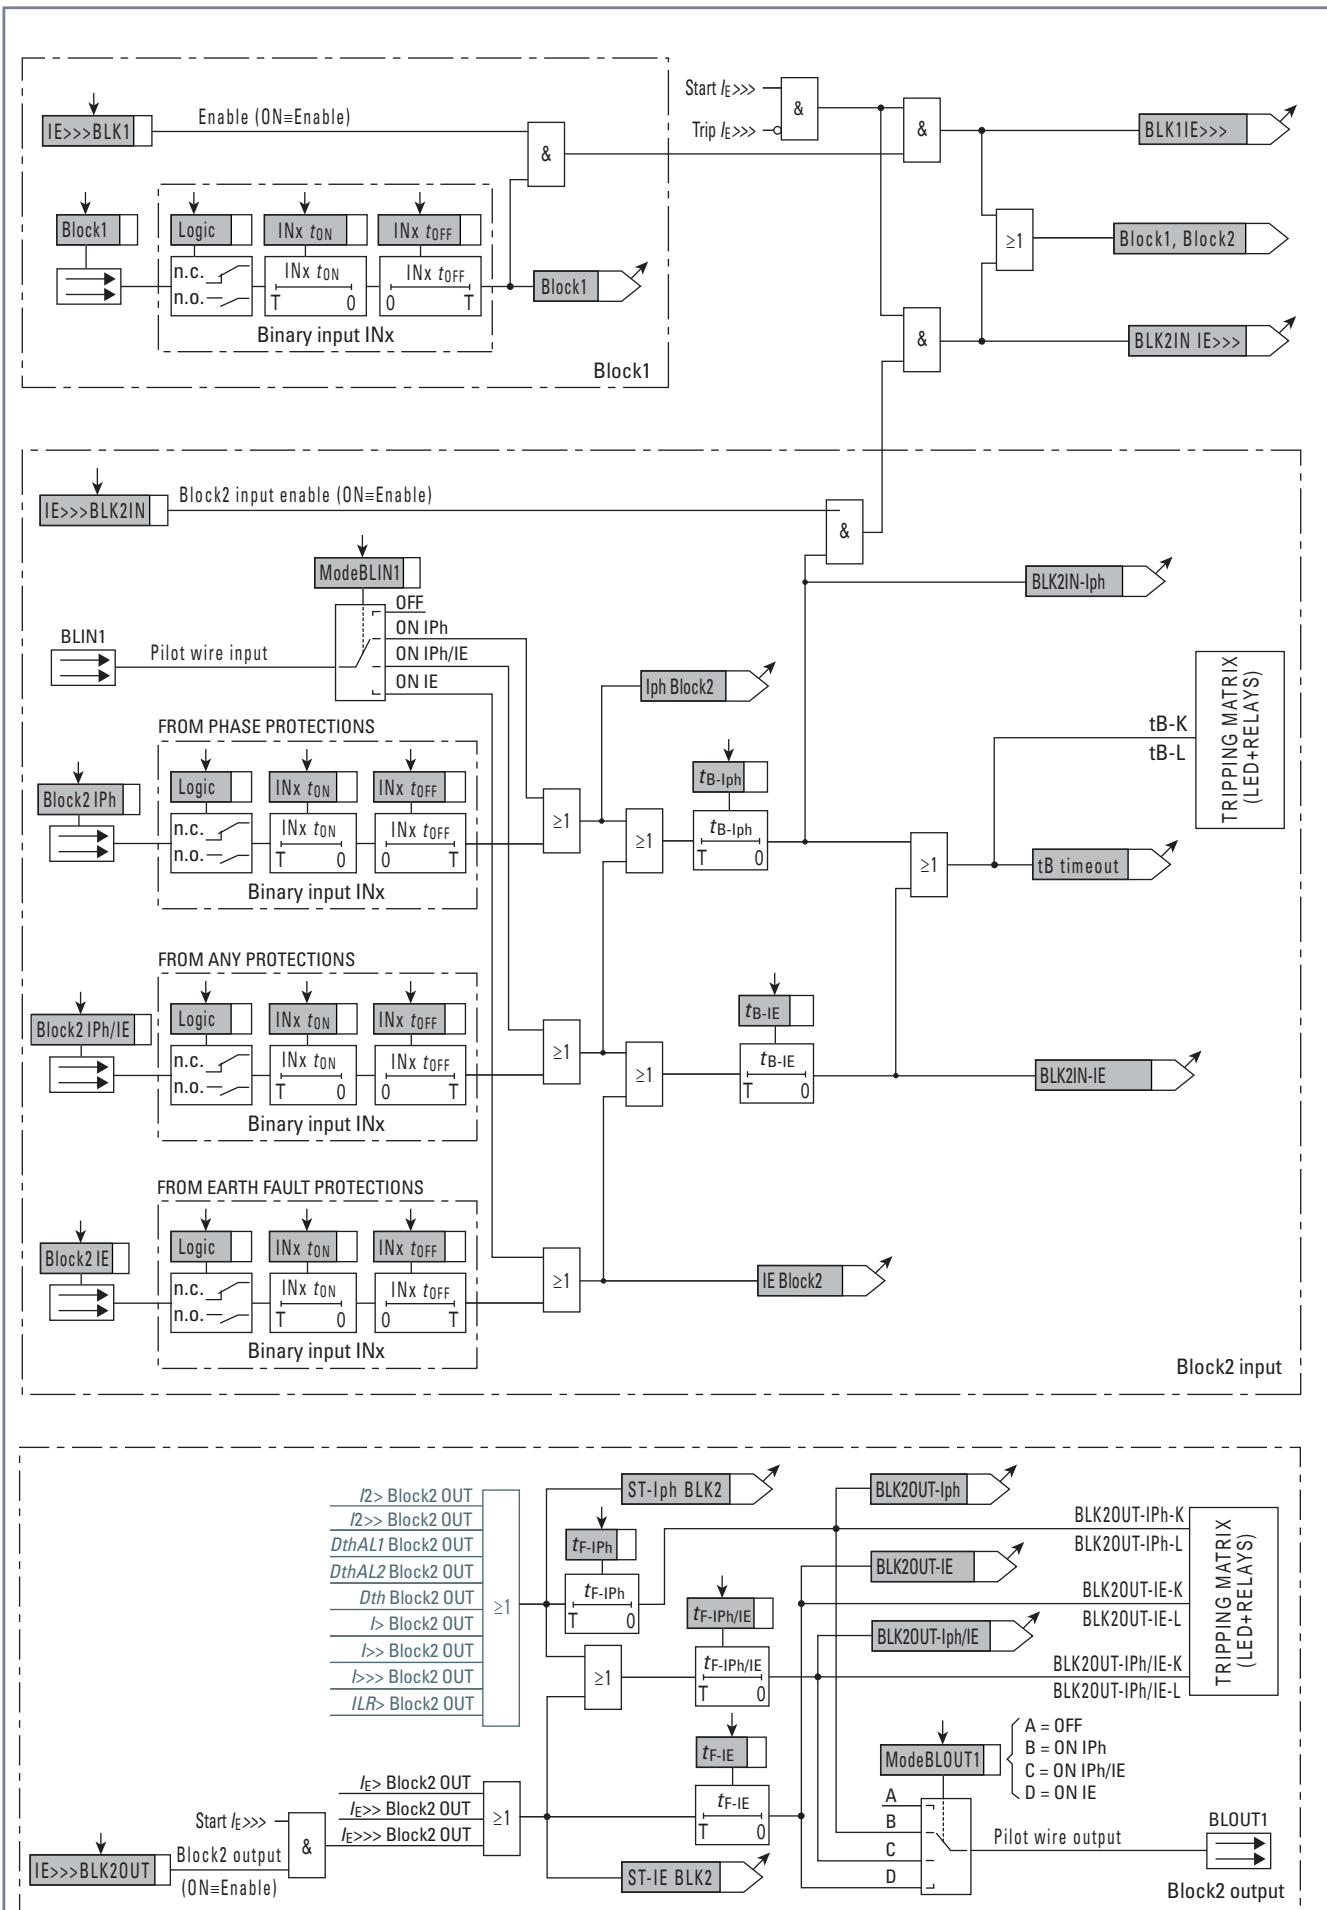 Start IE>>>
&
Trip IE>>>
&
BLK1IE>>>
IE>>>BLK1
Enable (ON≡Enable)
&
Block1
Logic
INx tON
INx tOFF
n.c.
n.o.
INx tON
T 0
INx tOFF
0 T
Binary input INx
Block1
Block1
≥1
Block1, Block2
&
BLK2IN IE>>>
IE>>>BLK2IN
Block2 input enable (ON≡Enable)
&
ModeBLIN1
OFF
ON IPh
ON IPh/IE
ON IE
BLIN1
Pilot wire input
BLK2IN-Iph
Iph Block2
TRIPPING MATRIX
(LED+RELAYS)
tB-K
tB-L
FROM PHASE PROTECTIONS
Block2 IPh
Logic
INx tON
INx tOFF
n.c.
n.o.
INx tON
T 0
INx tOFF
0 T
Binary input INx
≥1
≥1
tB-Iph
tB-Iph
T 0
≥1
tB timeout
FROM ANY PROTECTIONS
Block2 IPh/IE
Logic
INx tON
INx tOFF
n.c.
n.o.
INx tON
T 0
INx tOFF
0 T
Binary input INx
≥1
≥1
tB-IE
tB-IE
T 0
BLK2IN-IE
FROM EARTH FAULT PROTECTIONS
Block2 IE
Logic
INx tON
INx tOFF
n.c.
n.o.
INx tON
T 0
INx tOFF
0 T
Binary input INx
≥1
IE Block2
Block2 input
I2> Block2 OUT
I2>> Block2 OUT
DthAL1 Block2 OUT
DthAL2 Block2 OUT
Dth Block2 OUT
I> Block2 OUT
I>> Block2 OUT
I>>> Block2 OUT
ILR> Block2 OUT
≥1
ST-Iph BLK2
tF-IPh
tF-IPh
T 0
≥1
tF-IPh/IE
tF-IPh/IE
T 0
tF-IE
tF-IE
T 0
BLK2OUT-Iph
BLK2OUT-IE
BLK2OUT-Iph/IE
BLK2OUT-IPh-K
BLK2OUT-IPh-L
BLK2OUT-IE-K
BLK2OUT-IE-L
BLK2OUT-IPh/IE-K
BLK2OUT-IPh/IE-L
TRIPPING MATRIX
(LED+RELAYS)
ModeBLOUT1
A = OFF
B = ON IPh
C = ON IPh/IE
D = ON IE
A
B
C
D
Pilot wire output
BLOUT1
IE> Block2 OUT
IE>> Block2 OUT
IE>>> Block2 OUT
≥1
Start IE>>>
&
IE>>>BLK2OUT
Block2 output
(ON≡Enable)
ST-IE BLK2
Block2 output